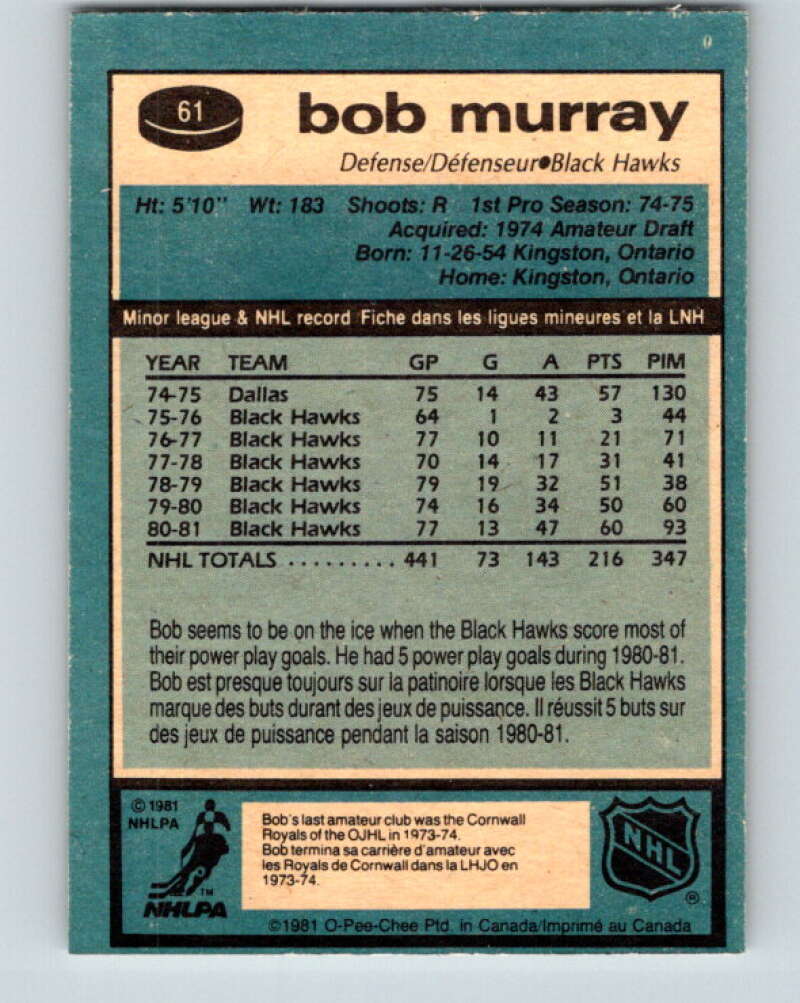 0
61
bob murray
Defense/Défenseur●Black Hawks
Ht: 5'10" Wt: 183 Shoots: R 1st Pro Season: 74-75
Acquired: 1974 Amateur Draft
Born: 11-26-54 Kingston, Ontario
Home: Kingston, Ontario
Minor league & NHL record Fiche dans les ligues mineures et la LNH
YEAR TEAM GP G A PTS PIM
74-75 Dallas 75 14 43 57 130
75-76 Black Hawks 64 1 2 3 44
76-77 Black Hawks 77 10 11 21 71
77-78 Black Hawks 70 14 17 31 41
78-79 Black Hawks 79 19 32 51 38
79-80 Black Hawks 74 16 34 50 60
80-81 Black Hawks 77 13 47 60 93
NHL TOTALS ......... 441 73 143 216 347
Bob seems to be on the ice when the Black Hawks score most of
their power play goals. He had 5 power play goals during 1980-81.
Bob est presque toujours sur la patinoire lorsque les Black Hawks
marque des buts durant des jeux de puissance. Il réussit 5 buts sur
des jeux de puissance pendant la saison 1980-81.
©1981
NHLPA
TM
NHLPA
Bob's last amateur club was the Cornwall
Royals of the OJHL in 1973-74.
Bob termina sa carrière d'amateur avec
les Royals de Cornwall dans la LHJO en
1973-74.
NHL
®
©1981 O-Pee-Chee Ptd. in Canada/Imprimé au Canada